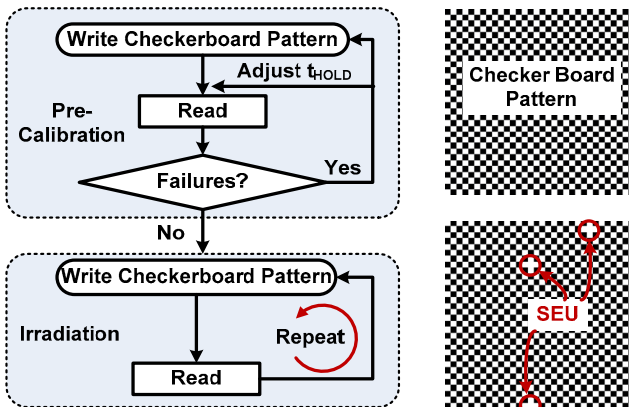 Write Checkerboard Pattern
Adjust tHOLD
Read
Pre-
Calibration
Failures?
Yes
No
Write Checkerboard Pattern
Irradiation
Repeat
Read
Checker Board
Pattern
SEU